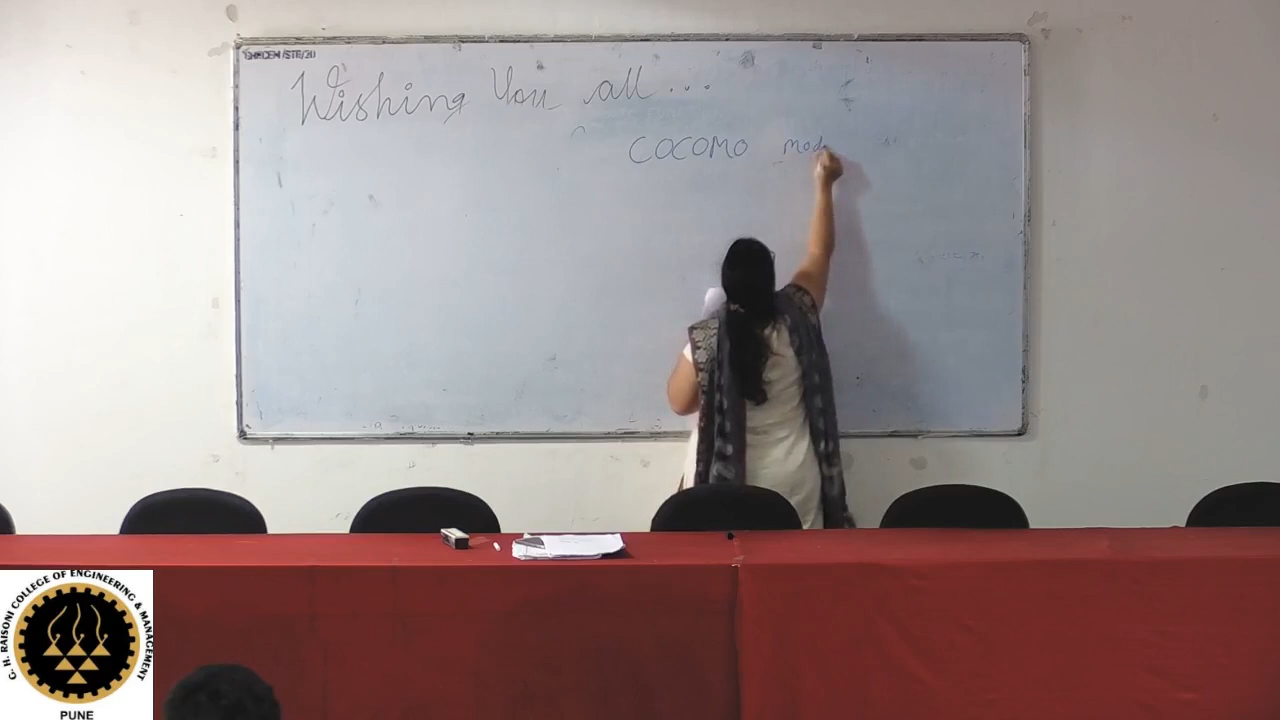 Wishing You all...
COCOMO mod
G. H. RAISONI COLLEGE OF ENGINEERING & MANAGEMENT
PUNE